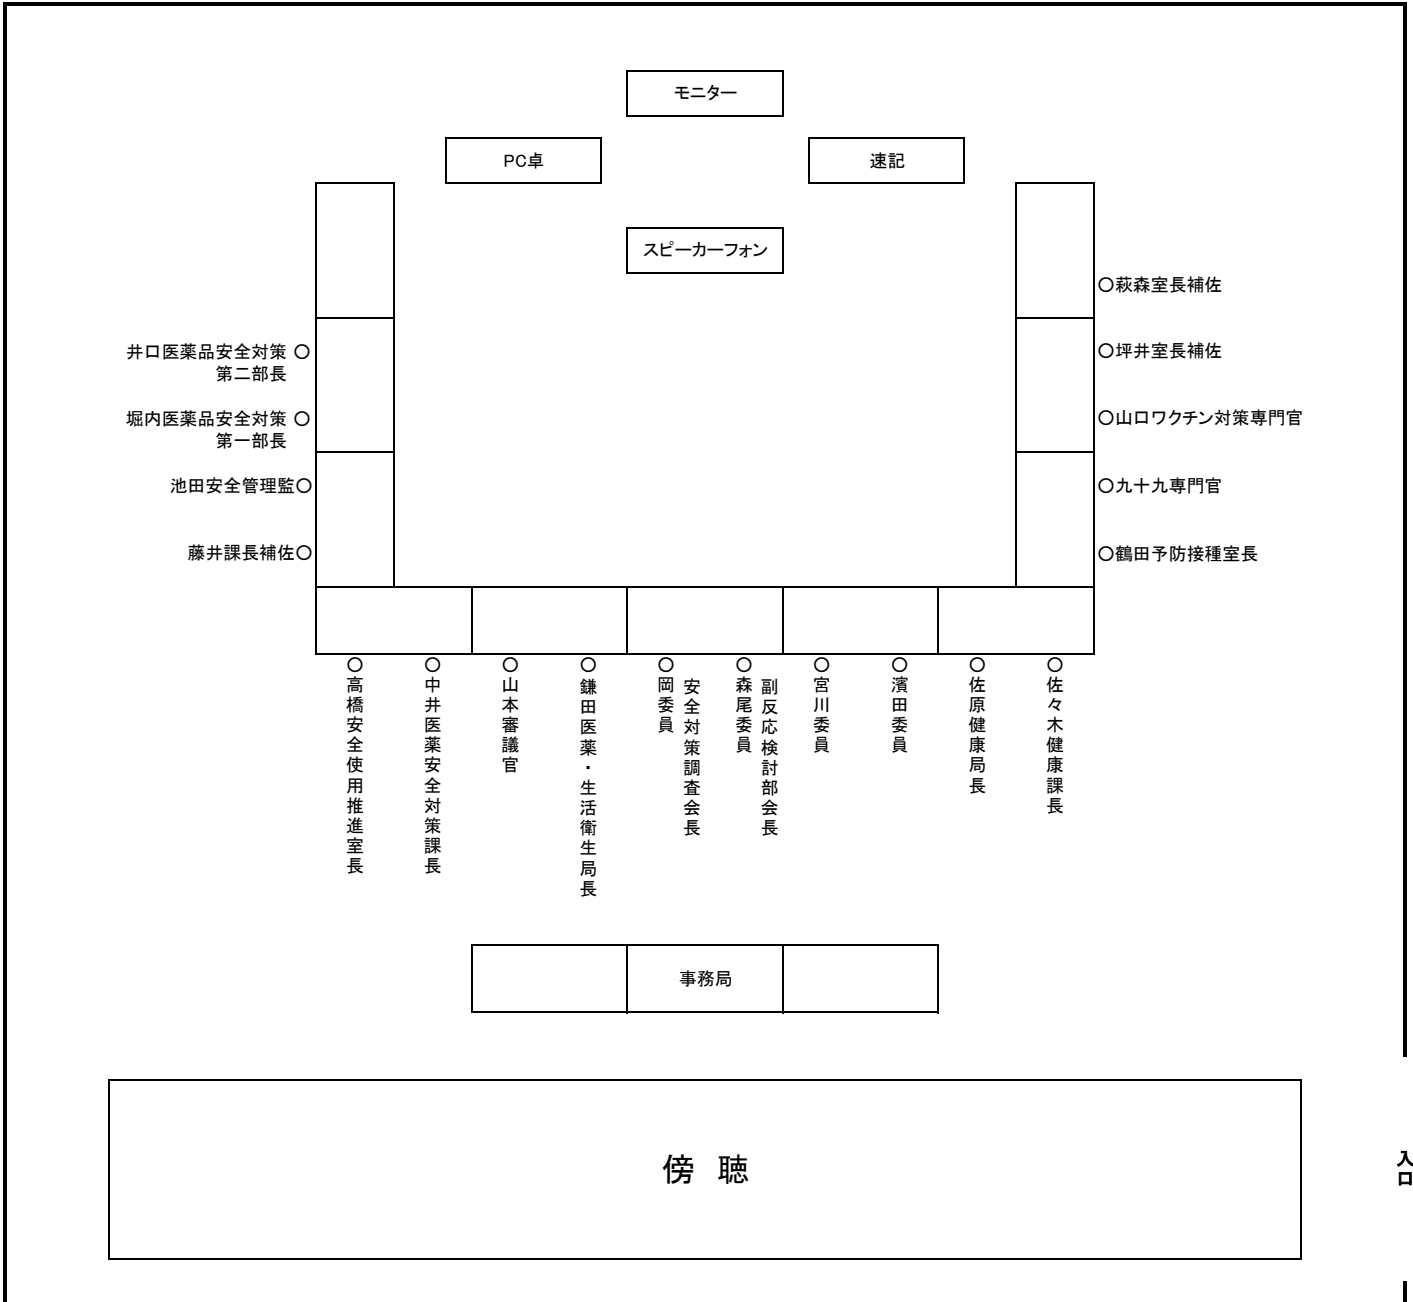 モニター
PC卓
速記
スピーカーフォン
○萩森室長補佐
井口医薬品安全対策 ○
第二部長
○坪井室長補佐
堀内医薬品安全対策 ○
第一部長
○山口ワクチン対策専門官
池田安全管理監○
○九十九専門官
藤井課長補佐○
○鶴田予防接種室長
○高橋安全使用推進室長
○中井医薬安全対策課長
○山本審議官
○鎌田医薬・生活衛生局長
○岡委員
安全対策調査会長
○森尾委員
副反応検討部会長
○宮川委員
○濱田委員
○佐原健康局長
○佐々木健康課長
事務局
傍 聴
入口